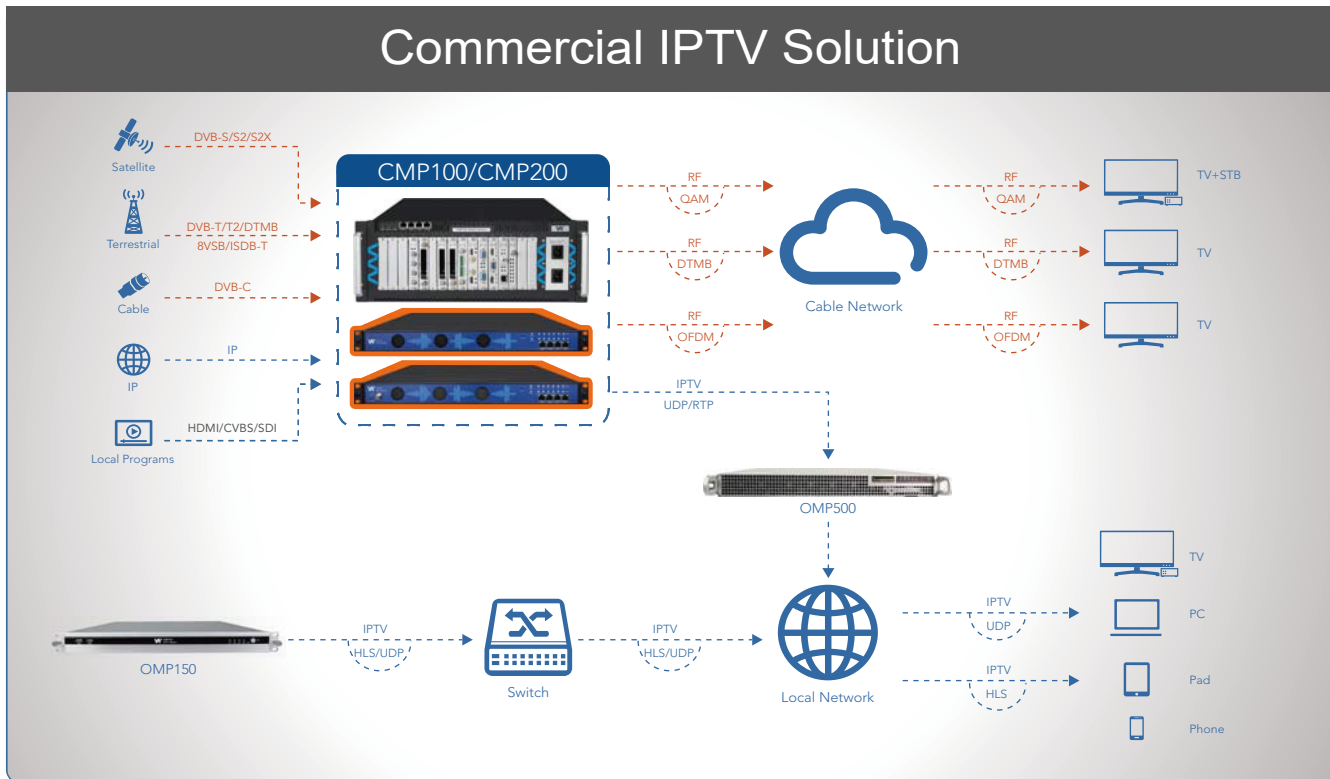 Commercial IPTV Solution
DVB-S/S2/S2X
Satellite
DVB-T/T2/DTMB
8VSB/ISDB-T
Terrestrial
DVB-C
Cable
IP
IP
HDMI/CVBS/SDI
Local Programs
CMP100/CMP200
RF
QAM
RF
DTMB
RF
OFDM
Cable Network
RF
QAM
RF
DTMB
RF
OFDM
TV+STB
TV
TV
IPTV
UDP/RTP
OMP500
OMP150
IPTV
HLS/UDP
Switch
IPTV
HLS/UDP
Local Network
IPTV
UDP
IPTV
HLS
TV
PC
Pad
Phone